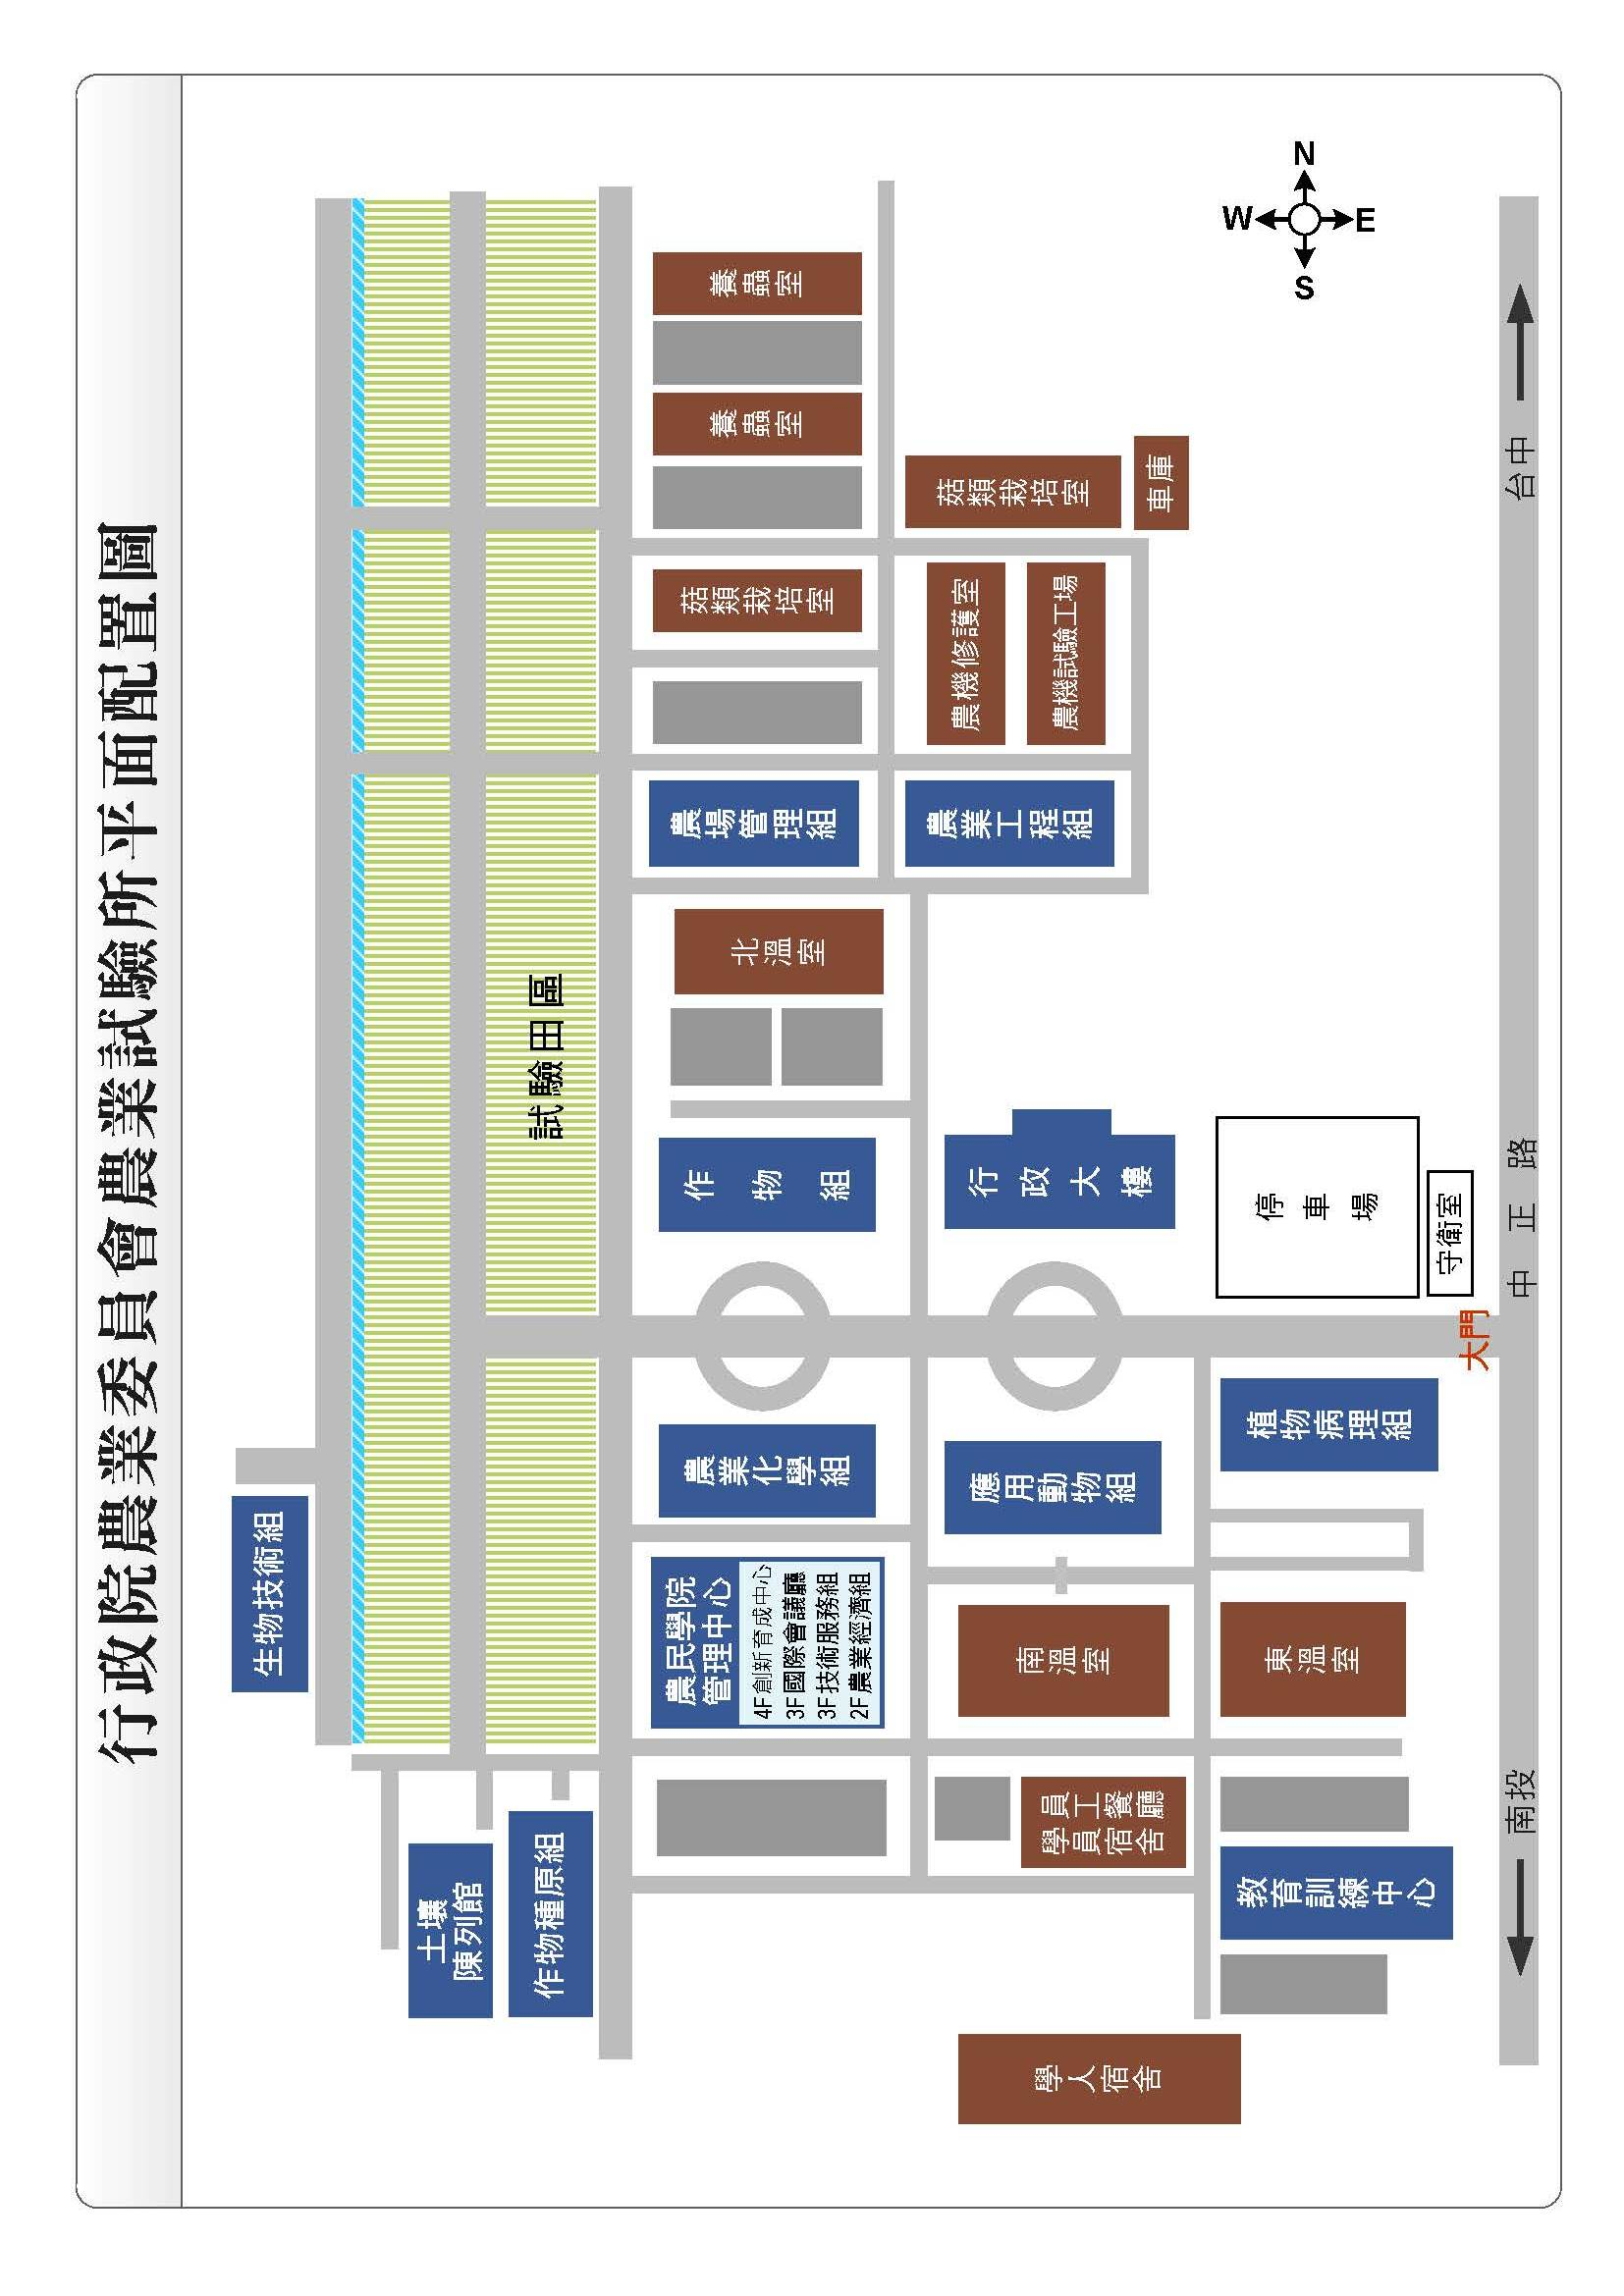 行政院農業委員會農業試驗所平面配置圖
生物技術組
土壤
陳列館
作物種原組
試驗田區
農民學院
管理中心
4F創新育成中心
3F國際會議廳
3F技術服務組
2F農業經濟組
農業化學組
作物組
北溫室
農場管理組
菇類栽培室
養蟲室
養蟲室
員工餐廳
學員宿舍
南溫室
應用動物組
行政大樓
農業工程組
農機修護室
農機試驗工場
菇類栽培室
車庫
學人宿舍
教育訓練中心
東溫室
植物病理組
停車場
守衛室
大門
南投
中正路
台中
N
W
E
S